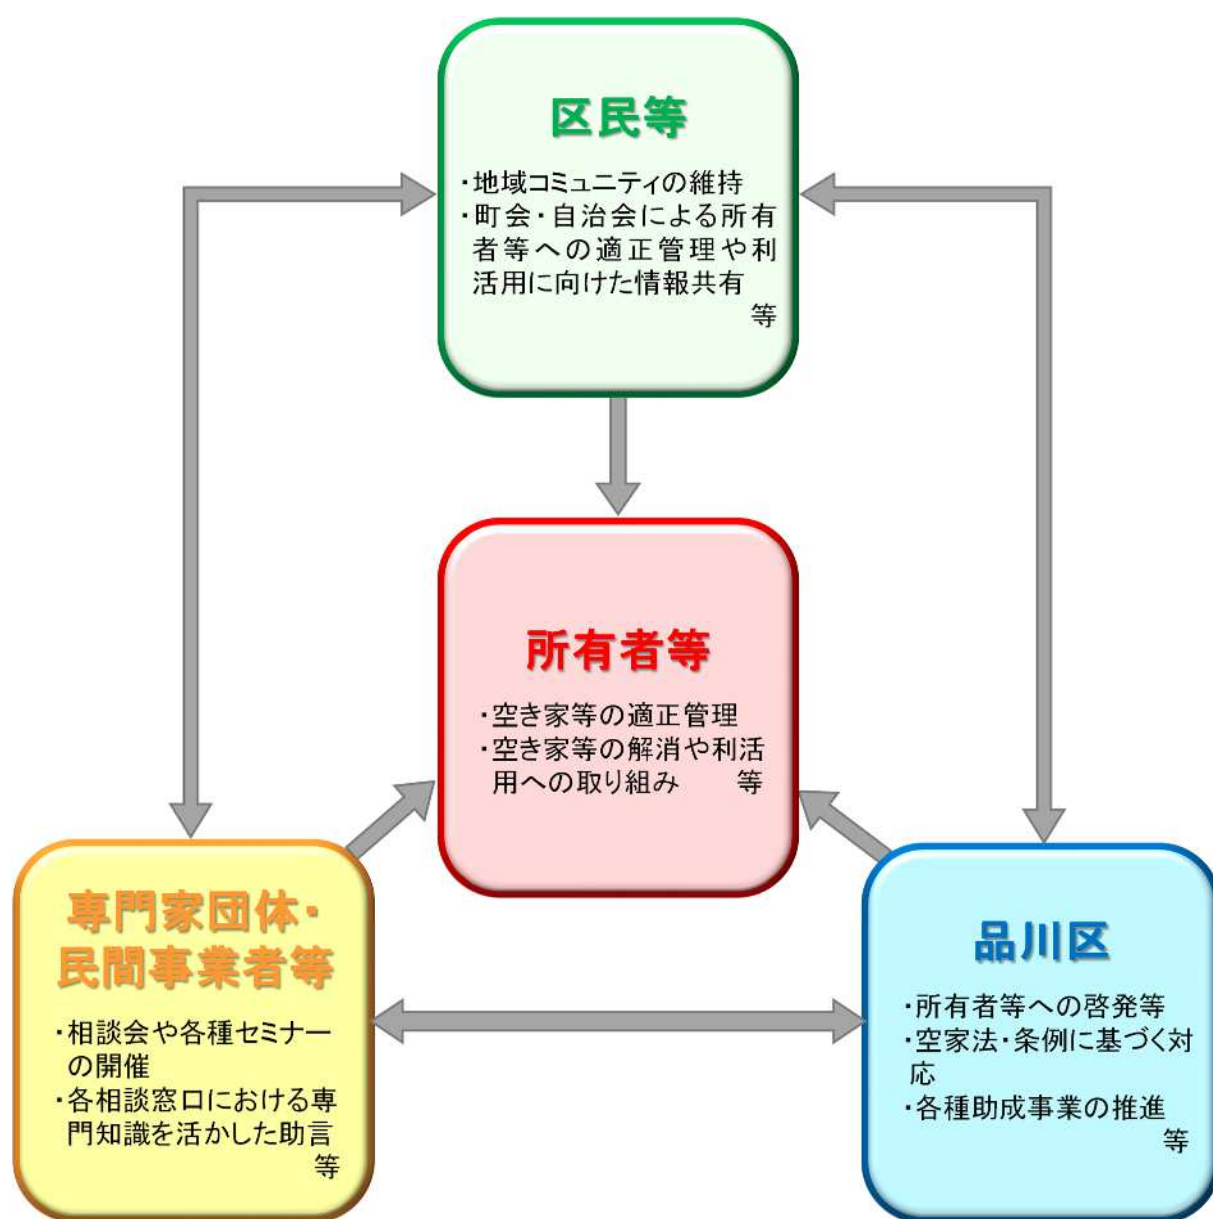 区民等
・地域コミュニティの維持
・町会・自治会による所有
者等への適正管理や利
活用に向けた情報共有
等
所有者等
・空き家等の適正管理
・空き家等の解消や利活
用への取り組み 等
専門家団体・
民間事業者等
・相談会や各種セミナー
の開催
・各相談窓口における専
門知識を活かした助言
等
品川区
・所有者等への啓発等
・空家法・条例に基づく対
応
・各種助成事業の推進
等